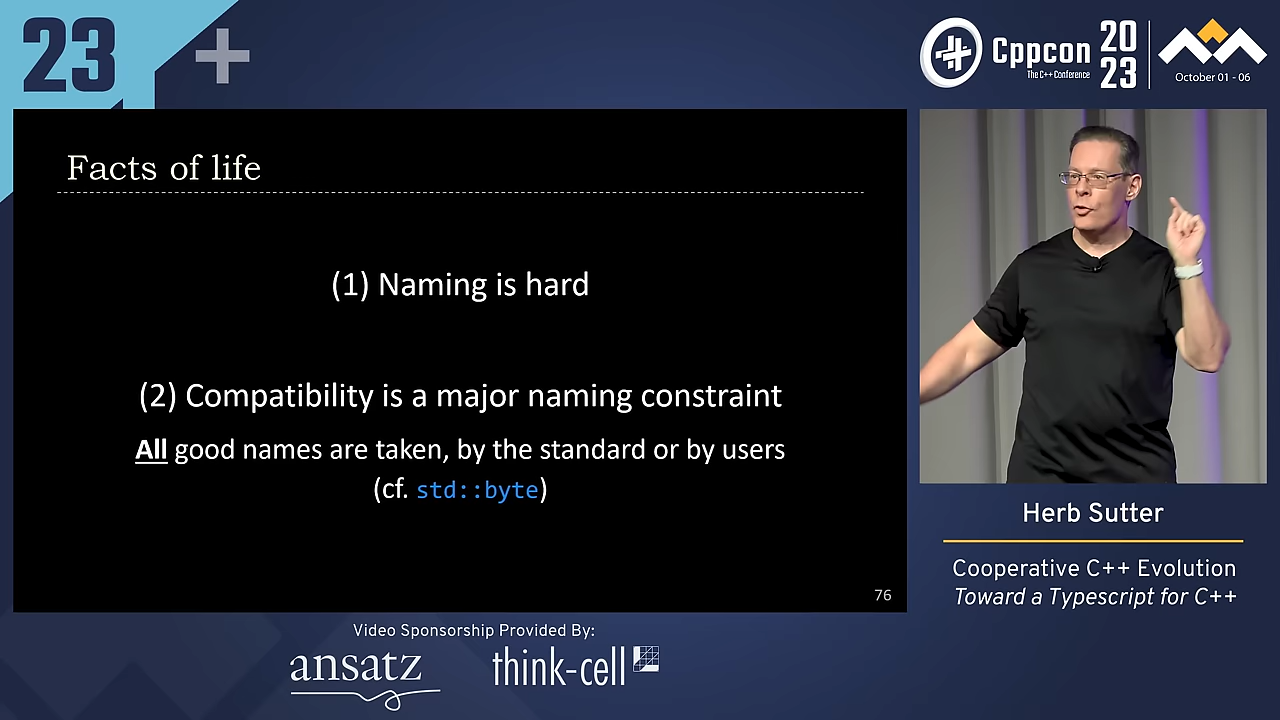 23
Cppcon
The C++ Conference
20
23
October 01 - 06
Facts of life
(1) Naming is hard
(2) Compatibility is a major naming constraint
All good names are taken, by the standard or by users
(cf. std::byte)
76
Herb Sutter
Cooperative C++ Evolution
Toward a Typescript for C++
Video Sponsorship Provided By:
ansatz
think-cell